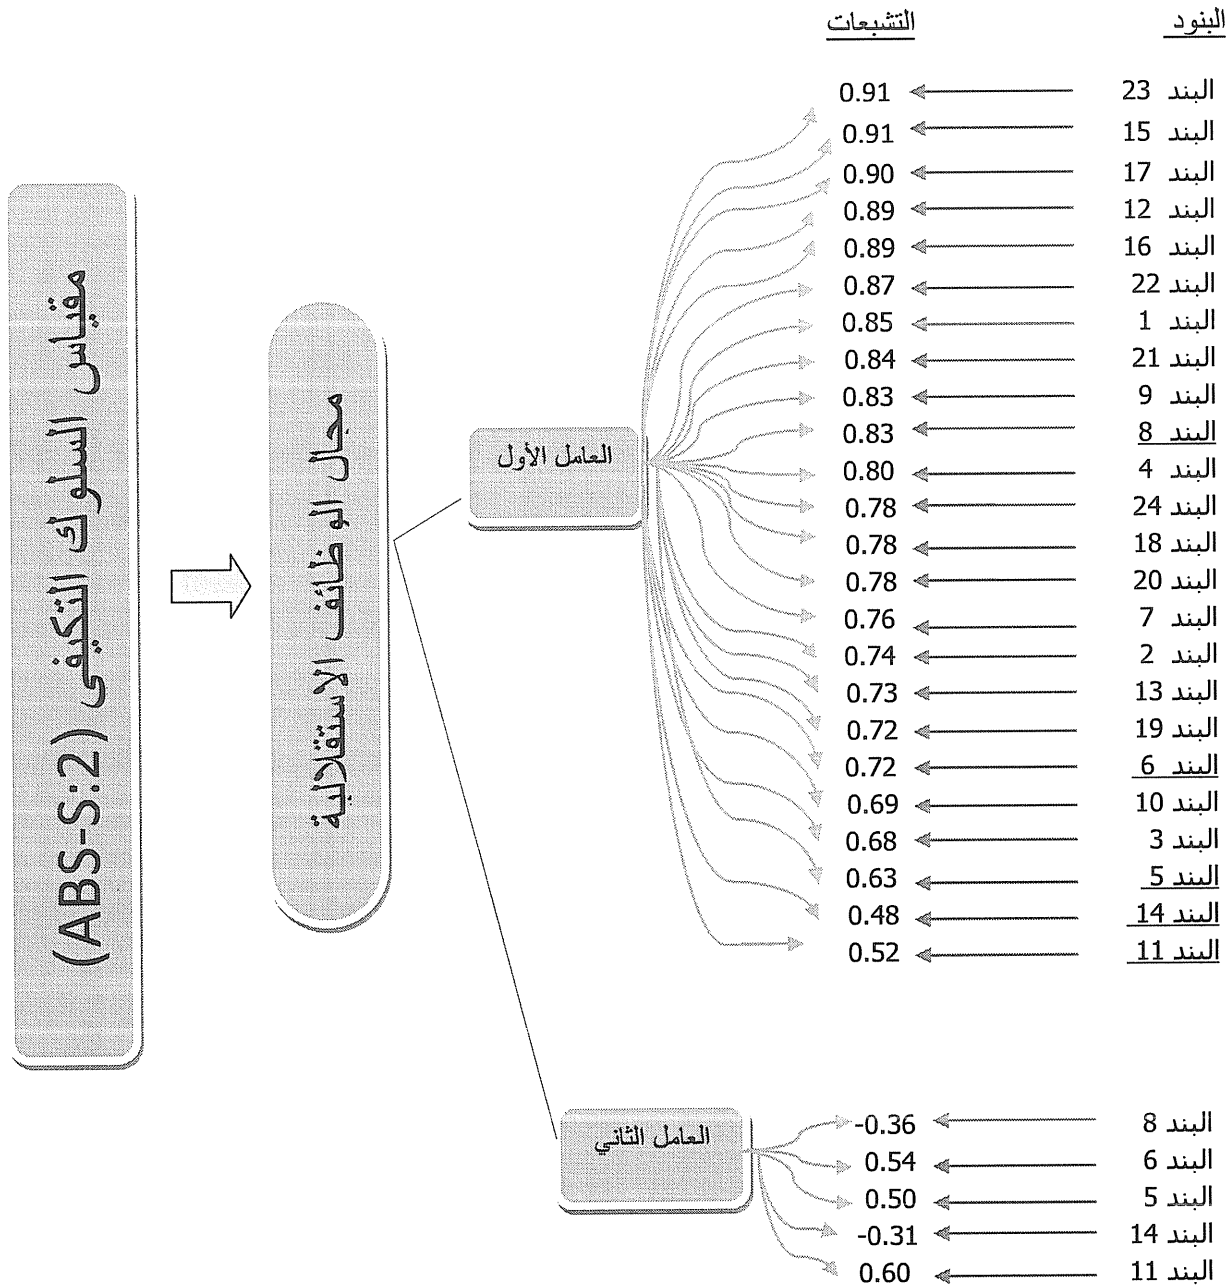 البنود التشبعات
البند 23 0.91
البند 15 0.91
البند 17 0.90
البند 12 0.89
البند 16 0.89
البند 22 0.87
البند 1 0.85
البند 21 0.84
البند 9 0.83
البند 8 0.83
البند 4 0.80
البند 24 0.78
البند 18 0.78
البند 20 0.78
البند 7 0.76
البند 2 0.74
البند 13 0.73
البند 19 0.72
البند 6 0.72
البند 10 0.69
البند 3 0.68
البند 5 0.63
البند 14 0.48
البند 11 0.52
العامل الأول
البند 8 -0.36
البند 6 0.54
البند 5 0.50
البند 14 -0.31
البند 11 0.60
العامل الثاني
مجال الوظائف الاستقلالية
مقياس السلوك التكيفى (ABS-S:2)